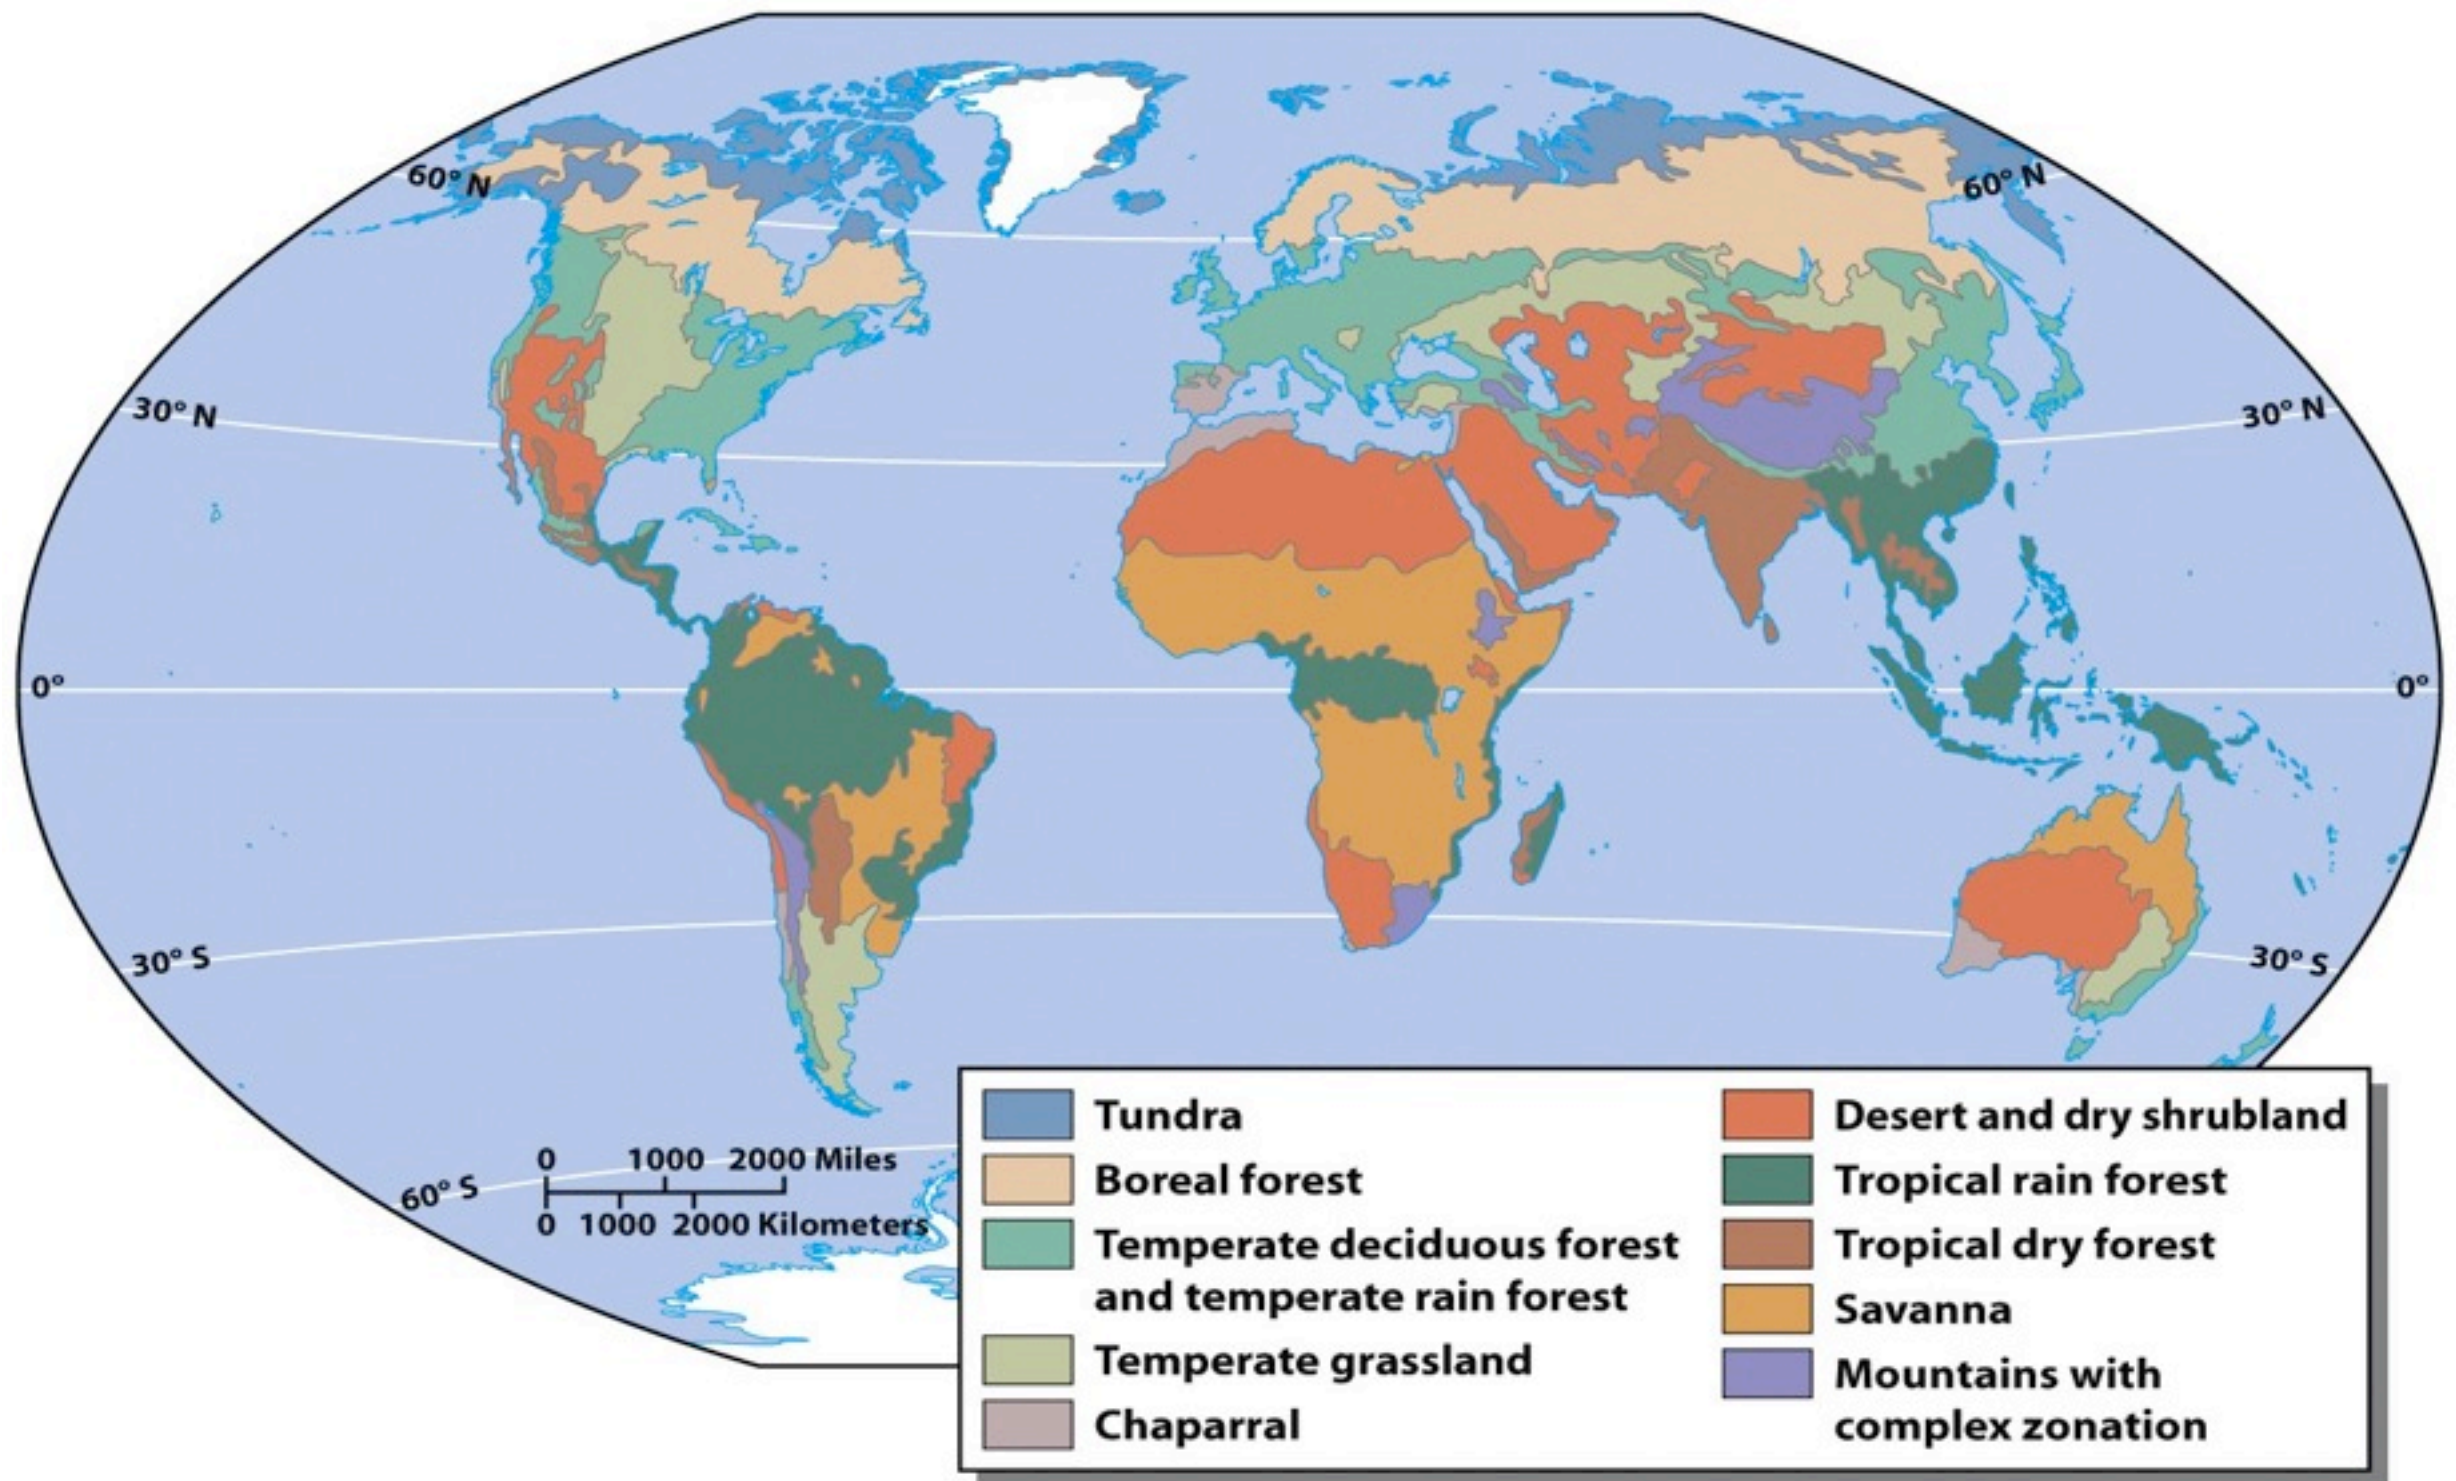 60° N
60° N
30° N
30° N
0°
0°
30° S
30° S
60° S
0 1000 2000 Miles
0 1000 2000 Kilometers
Tundra
Boreal forest
Temperate deciduous forest
and temperate rain forest
Temperate grassland
Chaparral
Desert and dry shrubland
Tropical rain forest
Tropical dry forest
Savanna
Mountains with
complex zonation